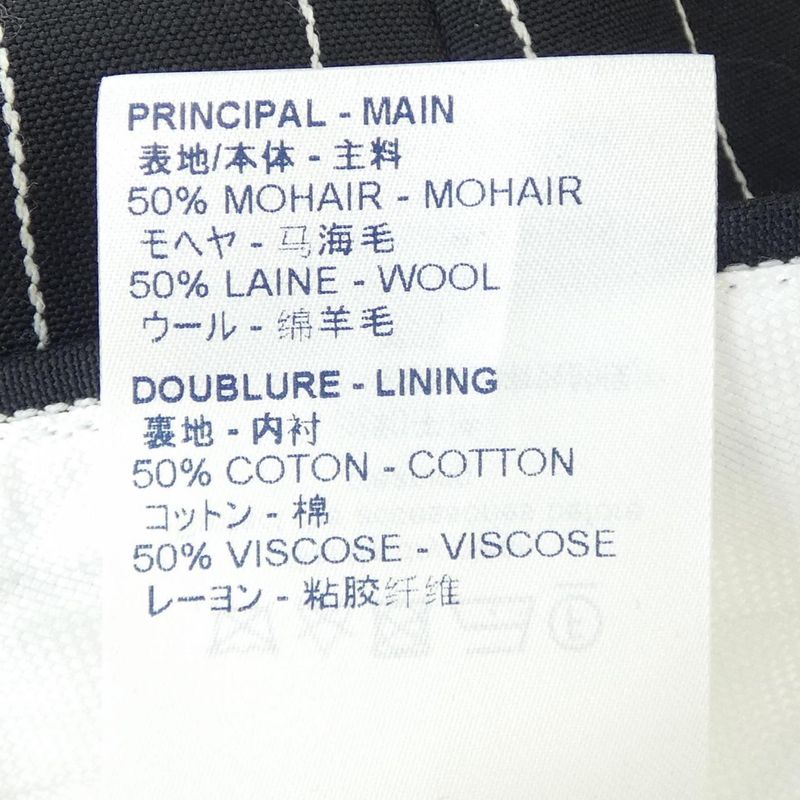 PRINCIPAL - MAIN
表地/本体 - 主料
50% MOHAIR - MOHAIR
モヘヤ - 马海毛
50% LAINE - WOOL
ウール - 绵羊毛
DOUBLURE - LINING
裏地 - 内衬
50% COTON - COTTON
コットン - 棉
50% VISCOSE - VISCOSE
レーヨン - 粘胶纤维